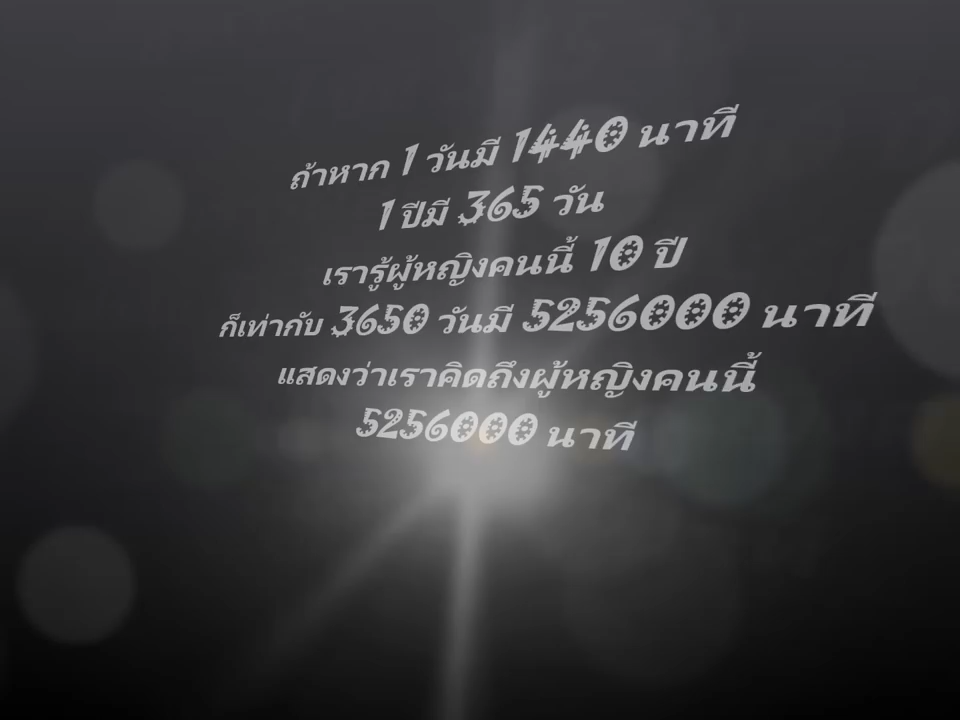 ถ้าหาก 1 วันมี 1440 นาที
1 ปีมี 365 วัน
เรารู้ผู้หญิงคนนี้ 10 ปี
ก็เท่ากับ 3650 วันมี 5256000 นาที
แสดงว่าเราคิดถึงผู้หญิงคนนี้
5256000 นาที